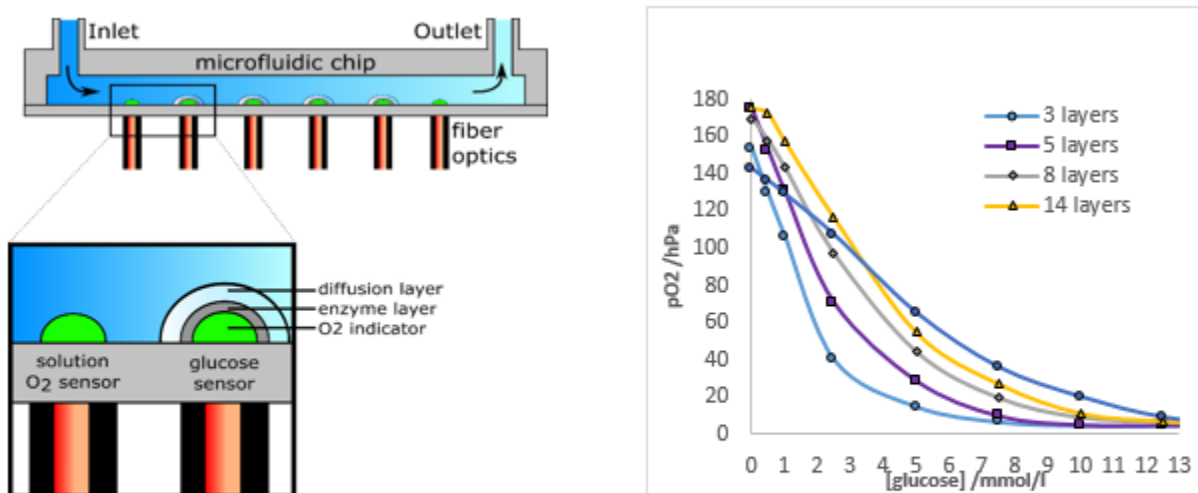 Inlet
Outlet
microfluidic chip
fiber
optics
diffusion layer
enzyme layer
O2 indicator
solution
O2 sensor
glucose
sensor
pO2 /hPa
180
160
140
120
100
80
60
40
20
0
3 layers
5 layers
8 layers
14 layers
0 1 2 3 4 5 6 7 8 9 10 11 12 13
[glucose] /mmol/l